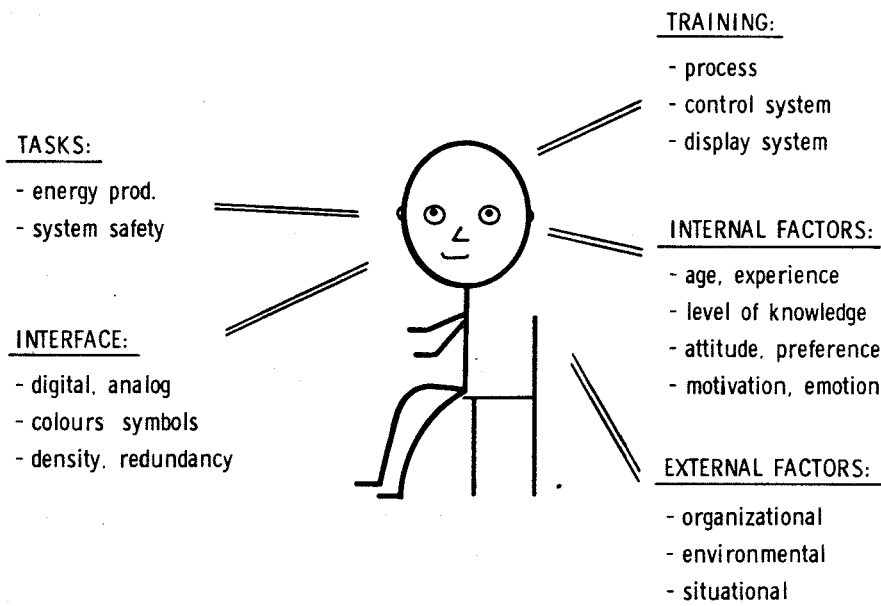 TASKS:
- energy prod.
- system safety
INTERFACE:
- digital, analog
- colours symbols
- density, redundancy
TRAINING:
- process
- control system
- display system
INTERNAL FACTORS:
- age, experience
- level of knowledge
- attitude, preference
- motivation, emotion
EXTERNAL FACTORS:
- organizational
- environmental
- situational